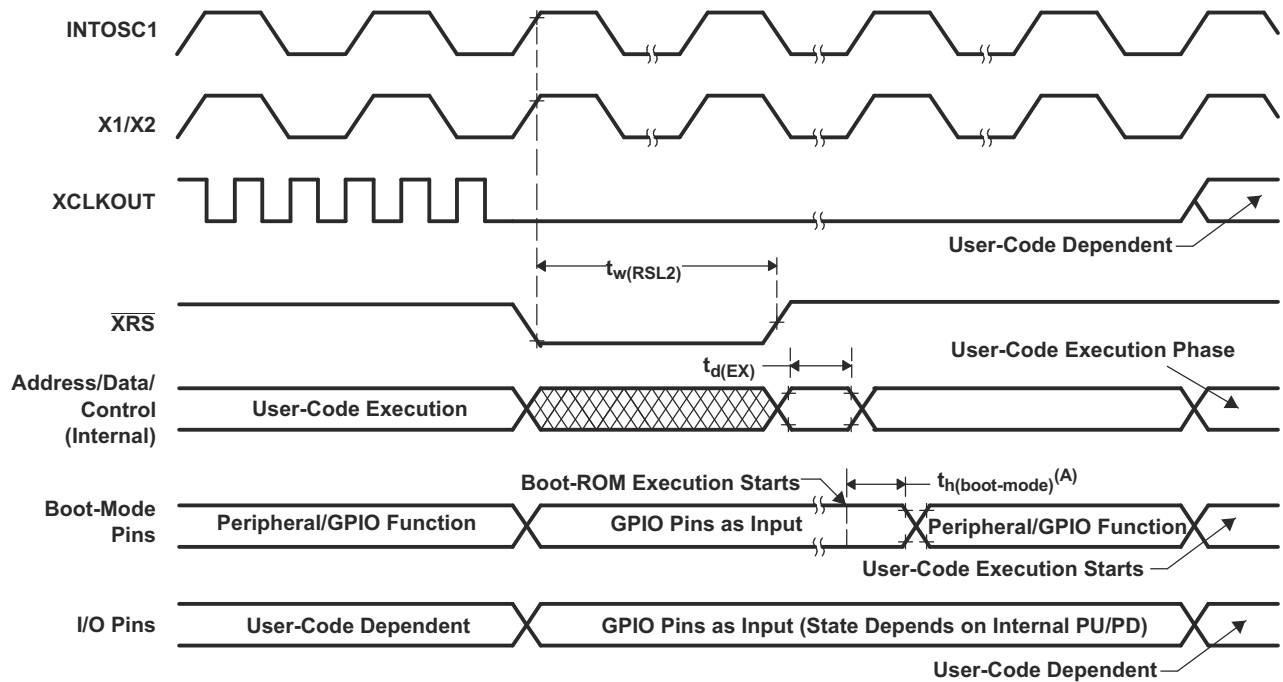 INTOSC1
X1/X2
XCLKOUT
User-Code Dependent
tw(RSL2)
XRS
User-Code Execution Phase
td(EX)
Address/Data/
Control
(Internal)
User-Code Execution
Boot-ROM Execution Starts
th(boot-mode)(A)
Boot-Mode
Pins
Peripheral/GPIO Function
GPIO Pins as Input
Peripheral/GPIO Function
User-Code Execution Starts
I/O Pins
User-Code Dependent
GPIO Pins as Input (State Depends on Internal PU/PD)
User-Code Dependent